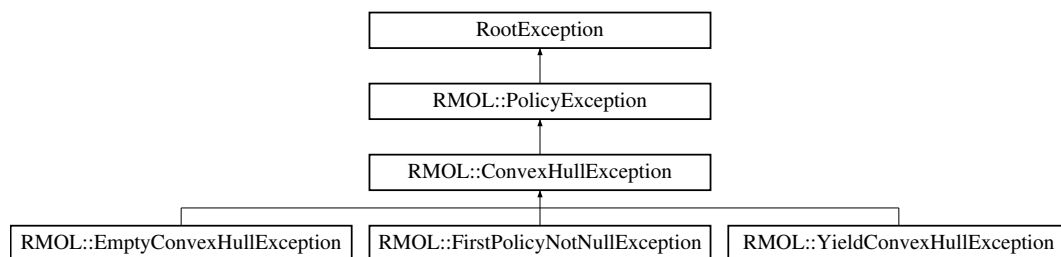 RootException
RMOL::PolicyException
RMOL::ConvexHullException
RMOL::EmptyConvexHullException
RMOL::FirstPolicyNotNullException
RMOL::YieldConvexHullException